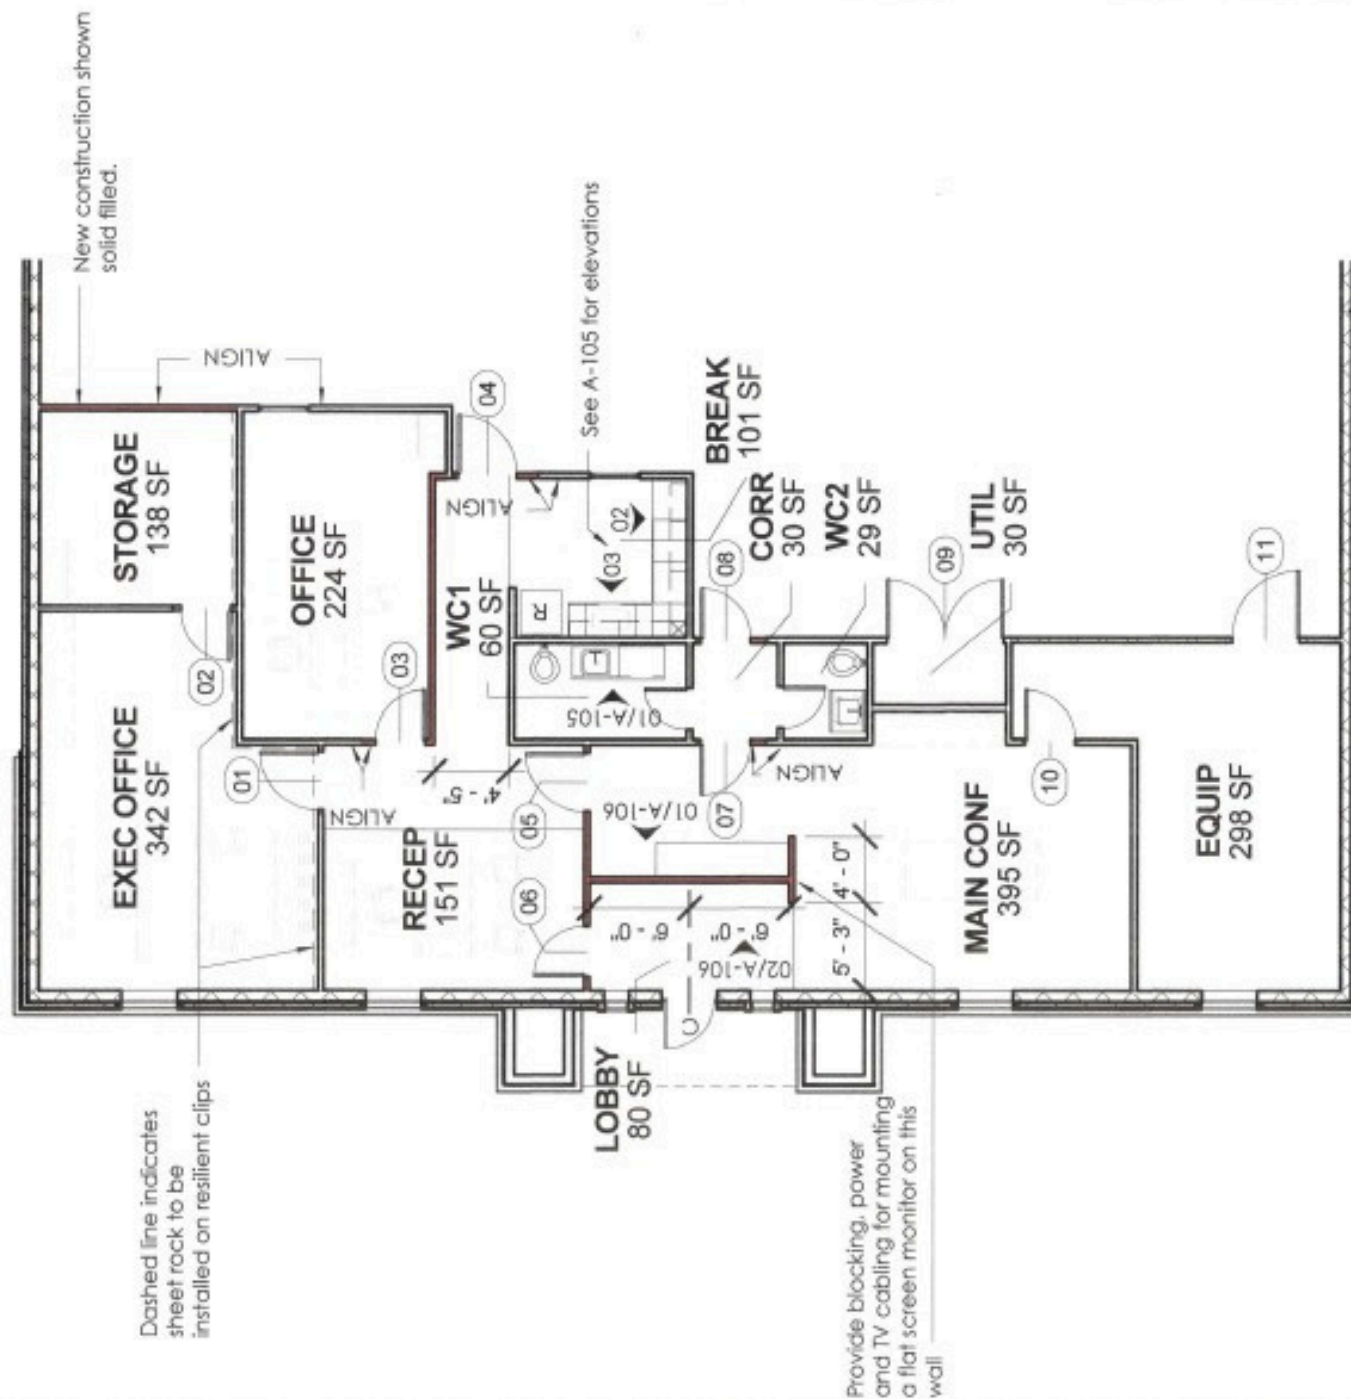 New construction shown
solid filled.
ALIGN
STORAGE
138 SF
EXEC OFFICE
342 SF
02
OFFICE
224 SF
03
04
01
ALIGN
ALIGN
See A-105 for elevations
WC1
60 SF
4' - 5"
RECEP
151 SF
R
03
02
BREAK
101 SF
01/A-105
05
06
08
CORR
30 SF
WC2
29 SF
01/A-106
07
ALIGN
09
UTIL
30 SF
6' - 0"
6' - 0"
02/A-106
5' - 3"
4' - 0"
LOBBY
80 SF
C
MAIN CONF
395 SF
10
11
EQUIP
298 SF
Dashed line indicates
sheet rock to be
installed on resilient clips
Provide blocking, power
and TV cabling for mounting
a flat screen monitor on this
wall